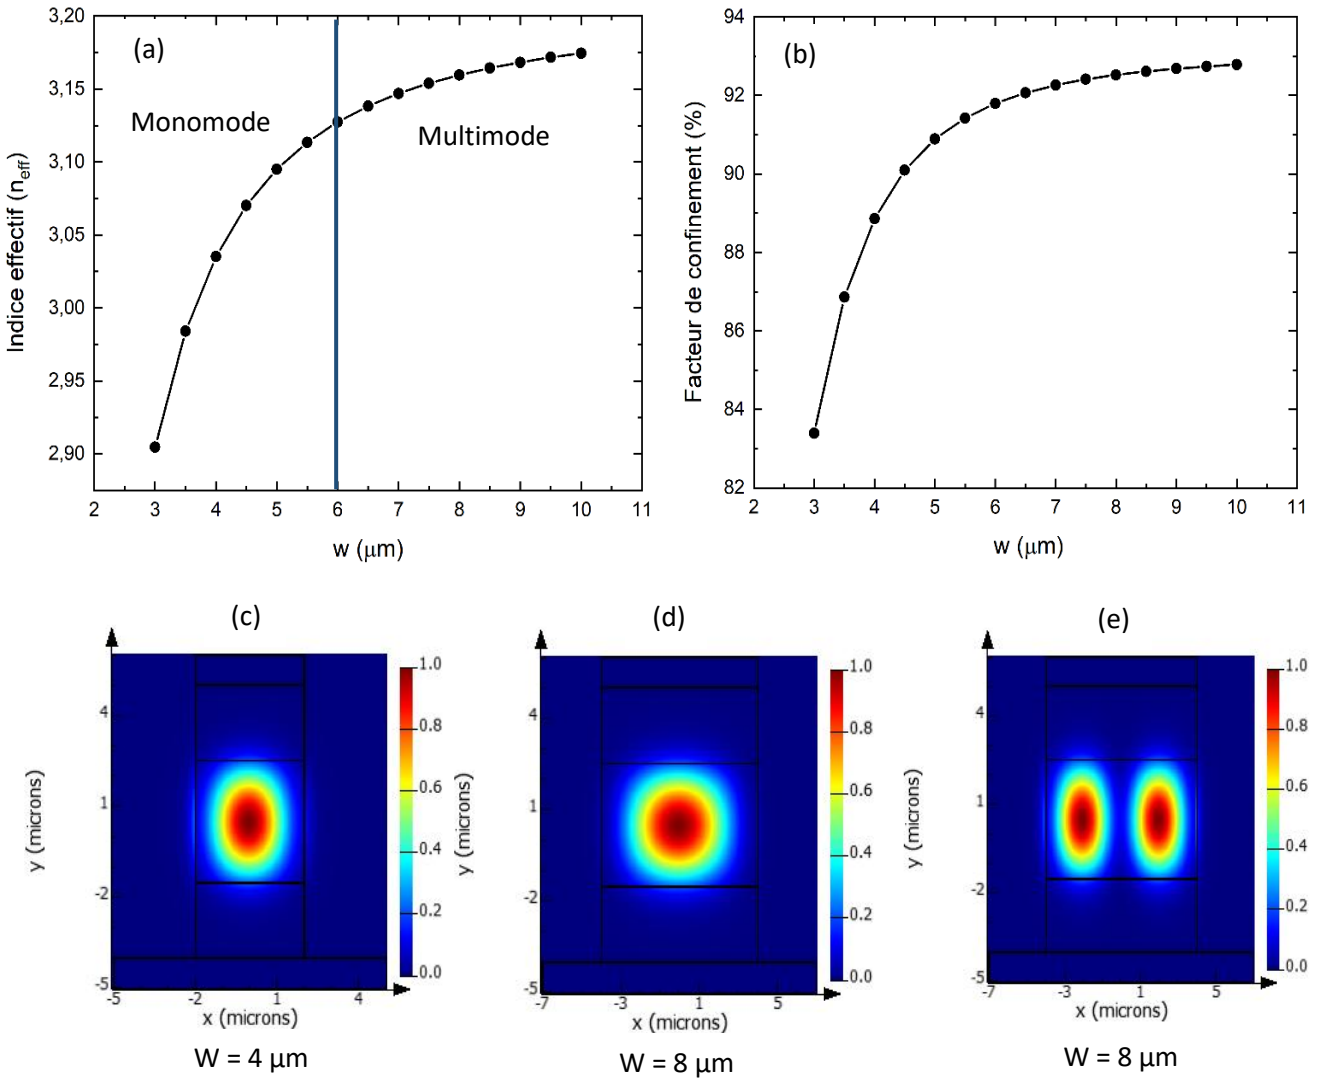 (a)
Monomode
Multimode
3,20
3,15
3,10
3,05
3,00
2,95
2,90
Indice effectif (n_eff)
2 3 4 5 6 7 8 9 10 11
w (μm)
(b)
94
92
90
88
86
84
82
Facteur de confinement (%)
2 3 4 5 6 7 8 9 10 11
w (μm)
(c)
4
1
-2
-5
y (microns)
-5 -2 1 4
x (microns)
1.0
0.8
0.6
0.4
0.2
0.0
W = 4 μm
(d)
4
1
-2
-5
y (microns)
-7 -3 1 5
x (microns)
1.0
0.8
0.6
0.4
0.2
0.0
W = 8 μm
(e)
4
1
-2
-5
y (microns)
-7 -3 1 5
x (microns)
1.0
0.8
0.6
0.4
0.2
0.0
W = 8 μm